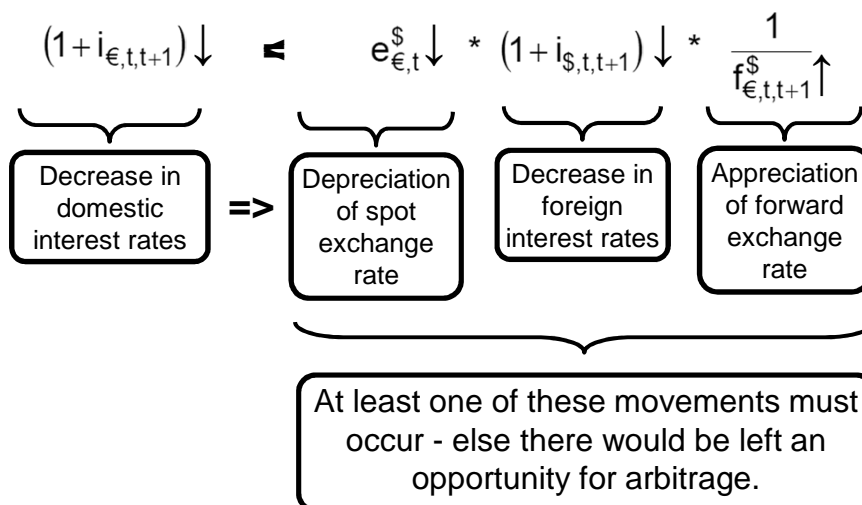 (1+i€,t,t+1)↓ e$€,t↓ * (1+i$,t,t+1)↓ * 1/f$€,t,t+1↑
Decrease in
domestic
interest rates
=>
Depreciation
of spot
exchange
rate
Decrease in
foreign
interest rates
Appreciation
of forward
exchange
rate
At least one of these movements must
occur - else there would be left an
opportunity for arbitrage.